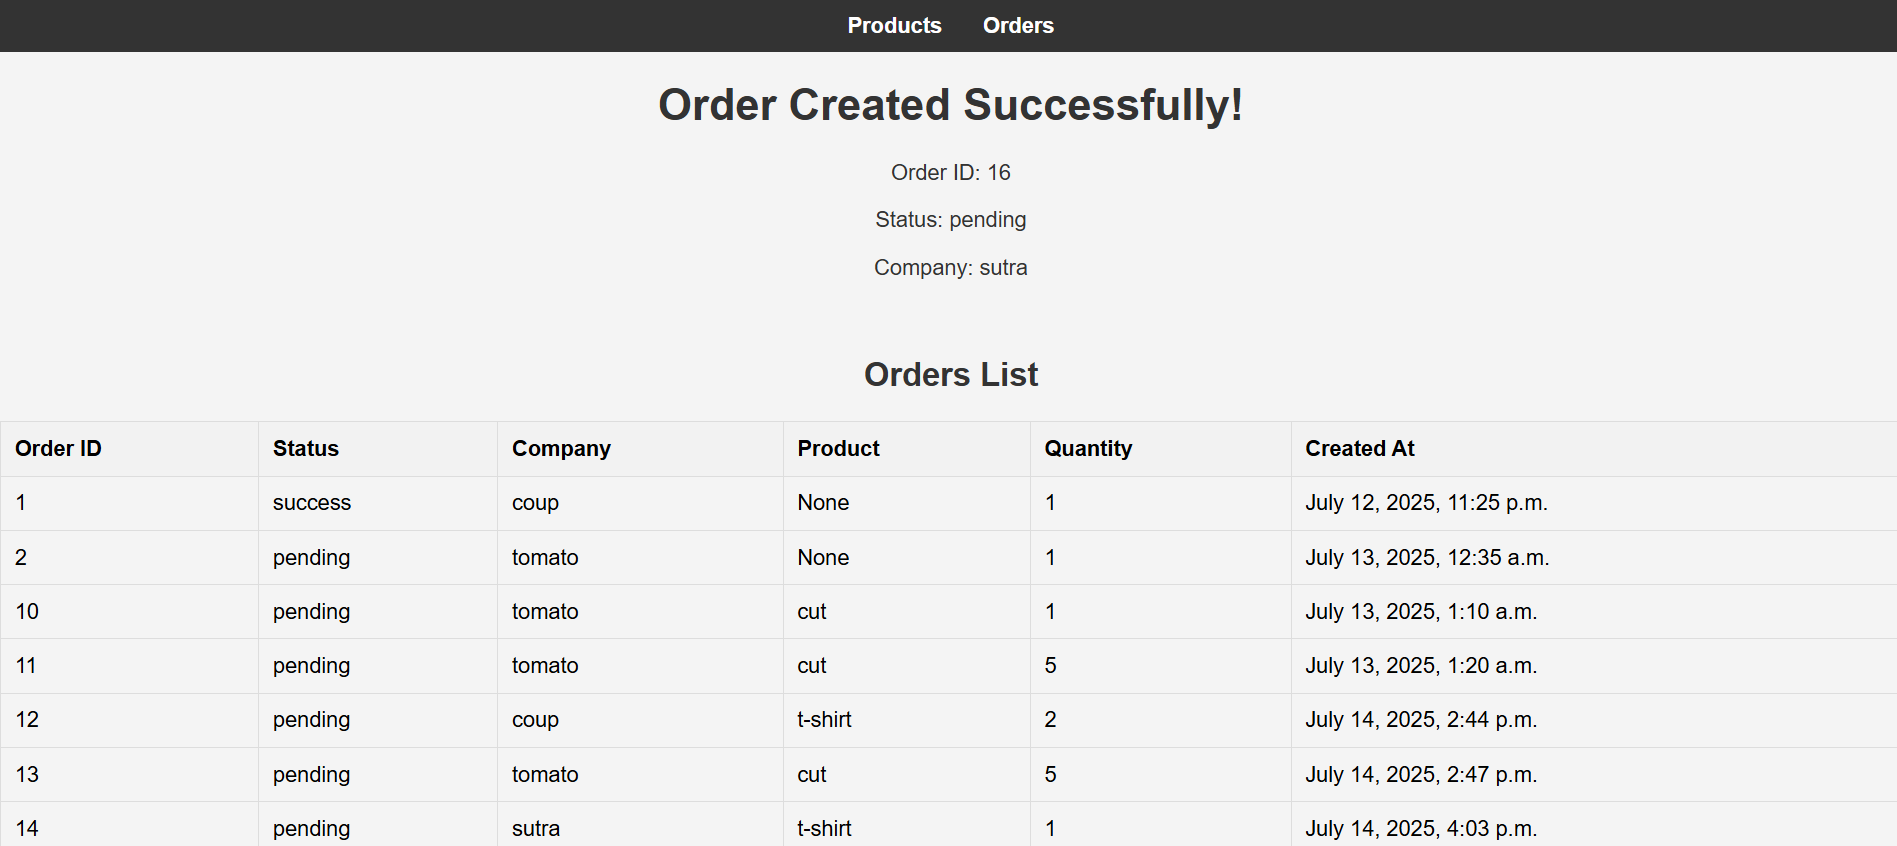 Products Orders
Order Created Successfully!
Order ID: 16
Status: pending
Company: sutra
Orders List
Order ID Status Company Product Quantity Created At
1 success coup None 1 July 12, 2025, 11:25 p.m.
2 pending tomato None 1 July 13, 2025, 12:35 a.m.
10 pending tomato cut 1 July 13, 2025, 1:10 a.m.
11 pending tomato cut 5 July 13, 2025, 1:20 a.m.
12 pending coup t-shirt 2 July 14, 2025, 2:44 p.m.
13 pending tomato cut 5 July 14, 2025, 2:47 p.m.
14 pending sutra t-shirt 1 July 14, 2025, 4:03 p.m.